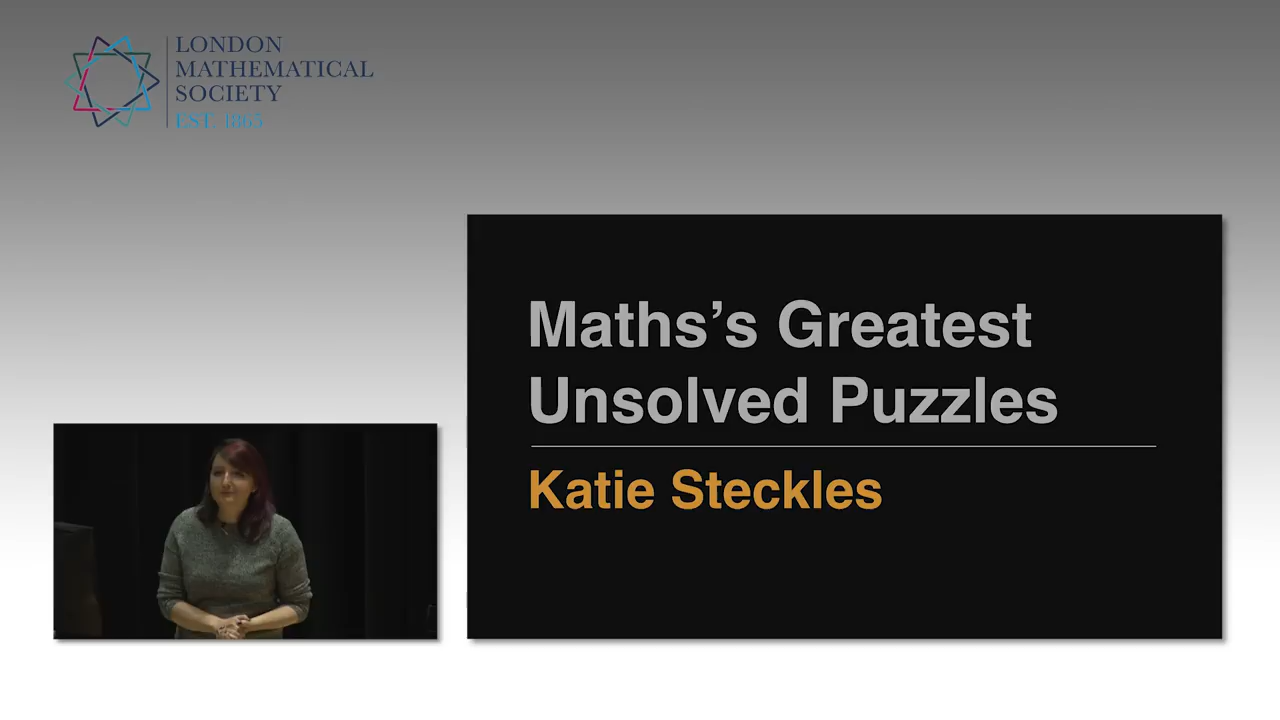 LONDON
MATHEMATICAL
SOCIETY
EST. 1865
Maths’s Greatest
Unsolved Puzzles
Katie Steckles